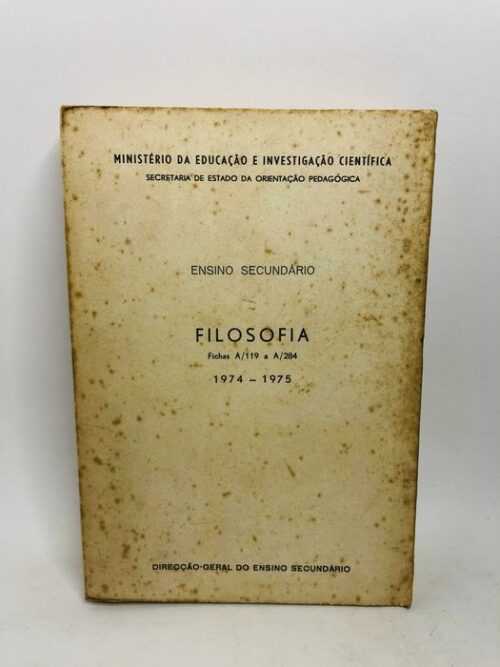 MINISTÉRIO DA EDUCAÇÃO E INVESTIGAÇÃO CIENTÍFICA
SECRETARIA DE ESTADO DA ORIENTAÇÃO PEDAGÓGICA
ENSINO SECUNDÁRIO
FILOSOFIA
Fichas A/119 a A/284
1974 - 1975
DIRECÇÃO-GERAL DO ENSINO SECUNDÁRIO